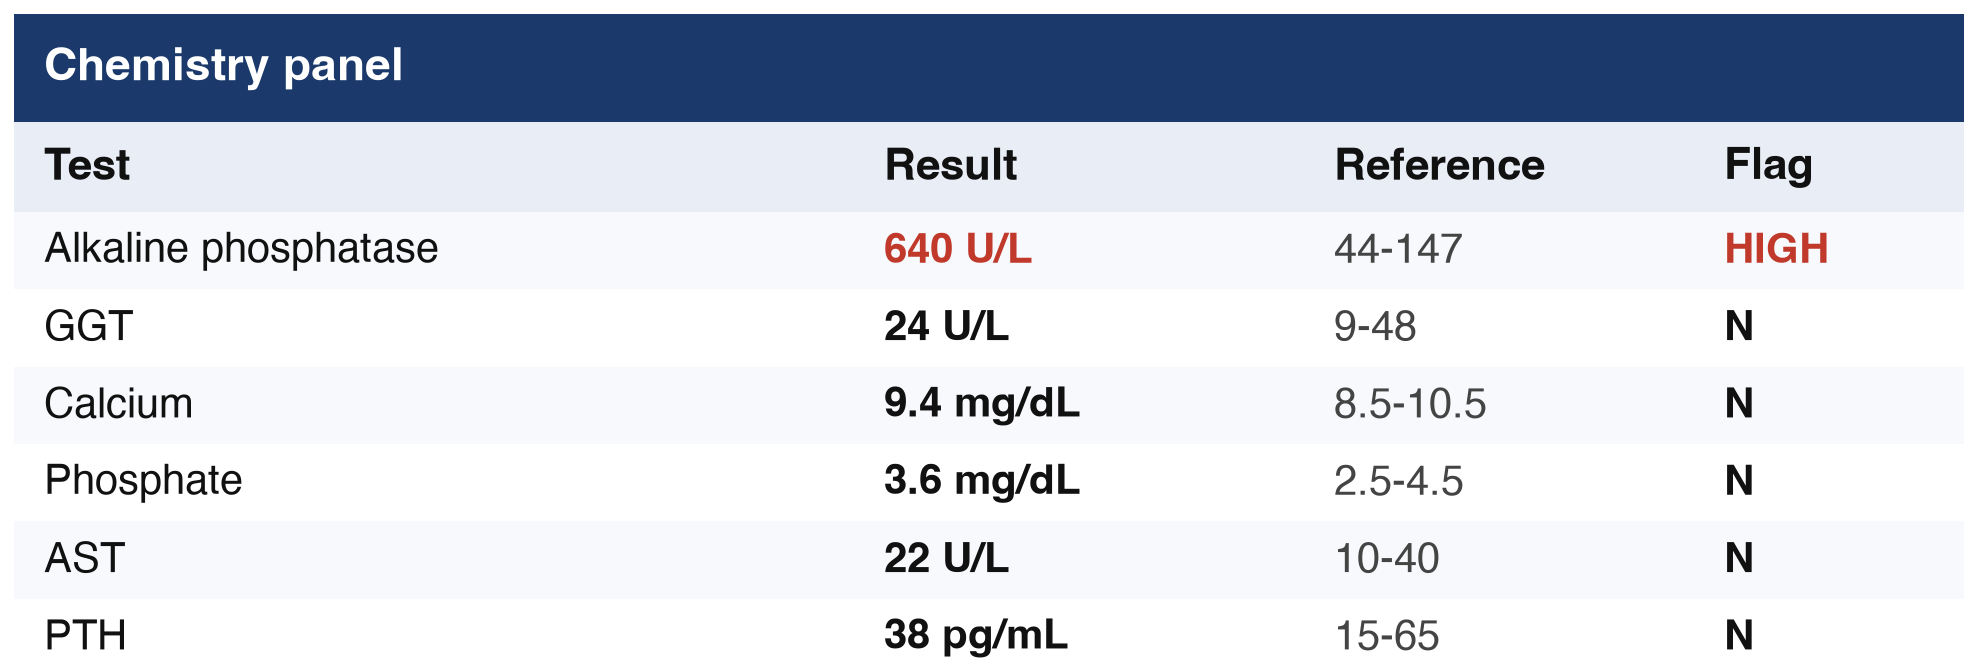 Chemistry panel
Test Result Reference Flag
Alkaline phosphatase 640 U/L 44-147 HIGH
GGT 24 U/L 9-48 N
Calcium 9.4 mg/dL 8.5-10.5 N
Phosphate 3.6 mg/dL 2.5-4.5 N
AST 22 U/L 10-40 N
PTH 38 pg/mL 15-65 N